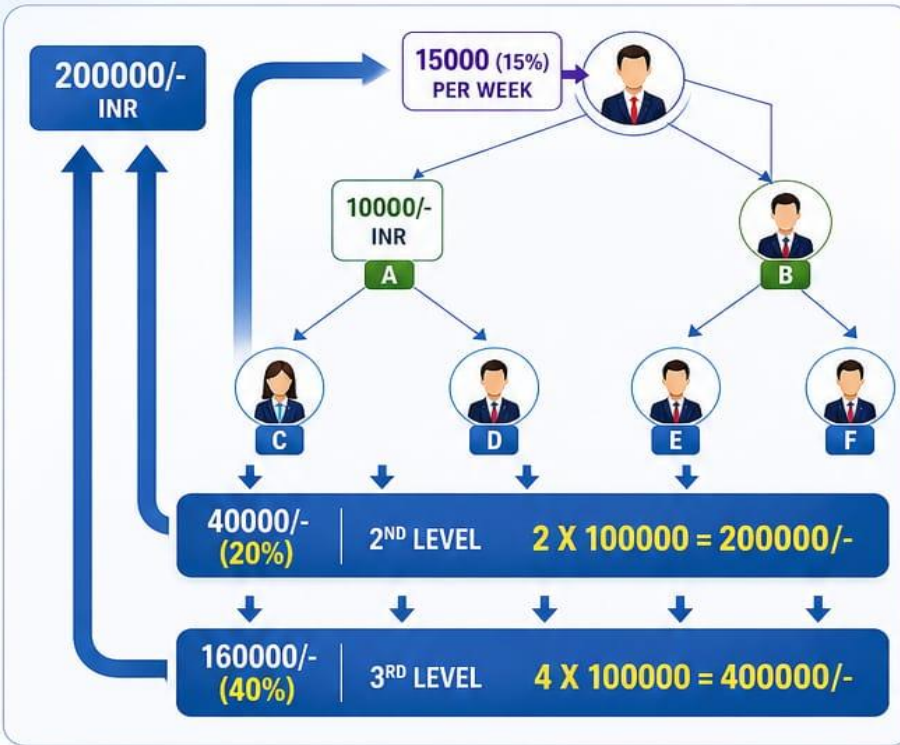 200000/-
INR
15000 (15%)
PER WEEK
10000/-
INR
A
B
C
D
E
F
40000/-
(20%)
2ND LEVEL
2 X 100000 = 200000/-
160000/-
(40%)
3RD LEVEL
4 X 100000 = 400000/-